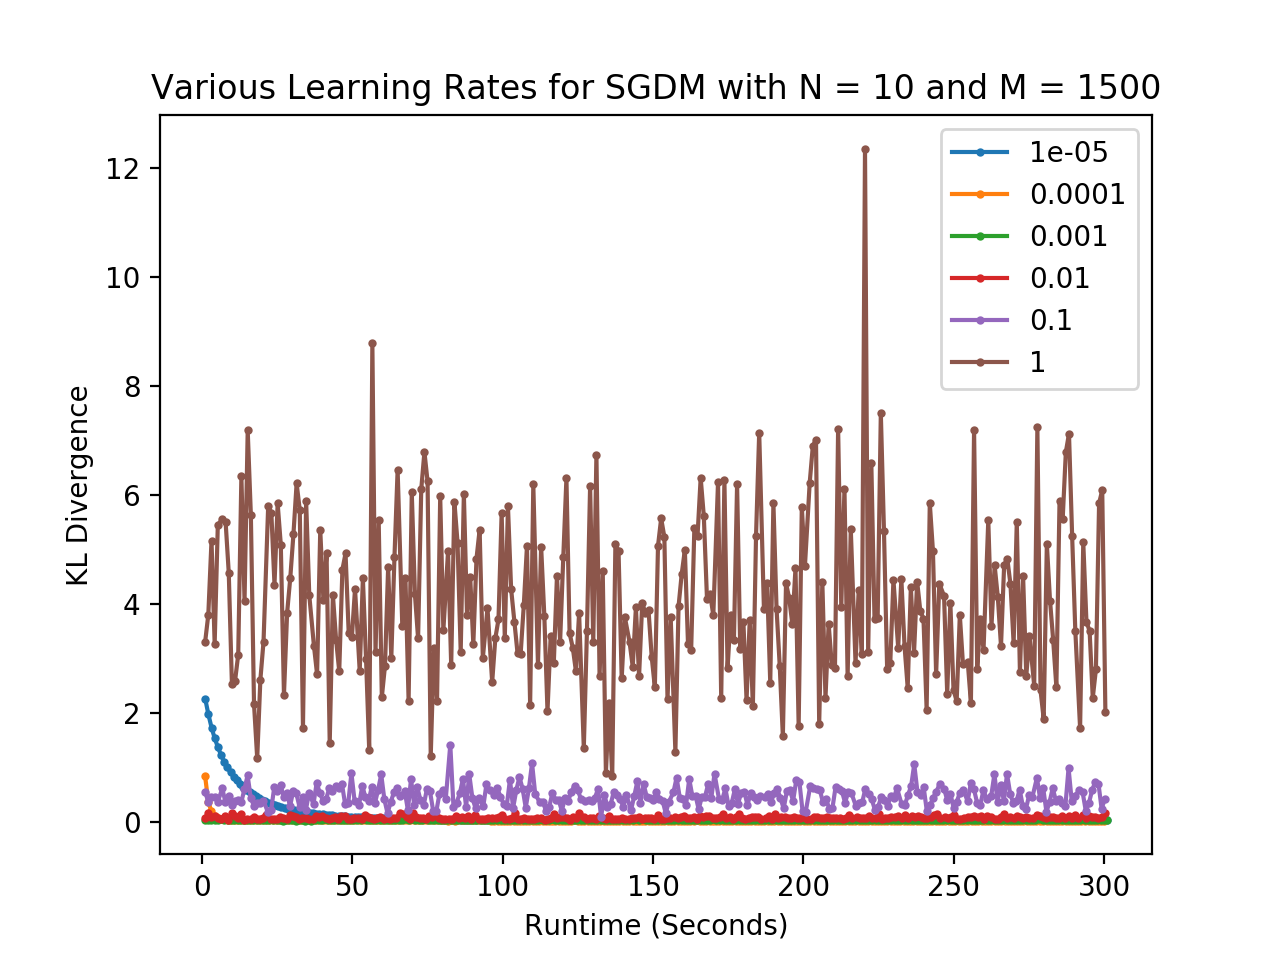 Various Learning Rates for SGDM with N = 10 and M = 1500
12
10
8
6
4
2
0
KL Divergence
1e-05
0.0001
0.001
0.01
0.1
1
0 50 100 150 200 250 300
Runtime (Seconds)